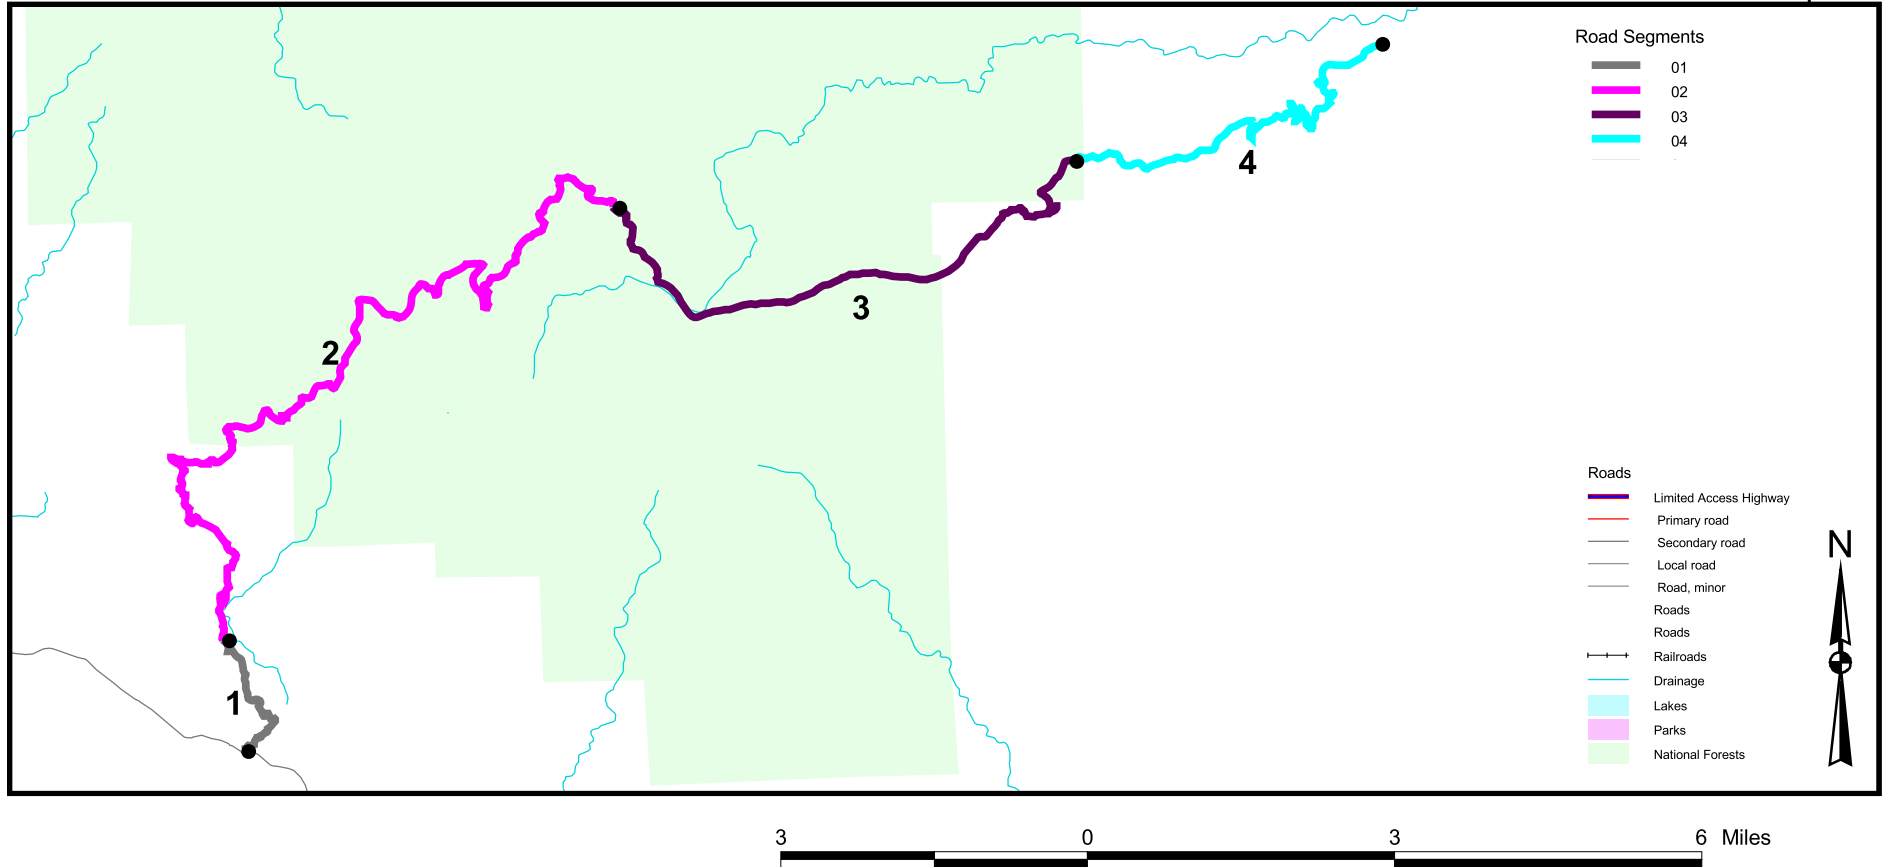 Road Segments
01
02
03
04
4
3
2
1
Roads
Limited Access Highway
Primary road
Secondary road
Local road
Road, minor
Roads
Roads
Railroads
Drainage
Lakes
Parks
National Forests
N
3 0 3 6 Miles